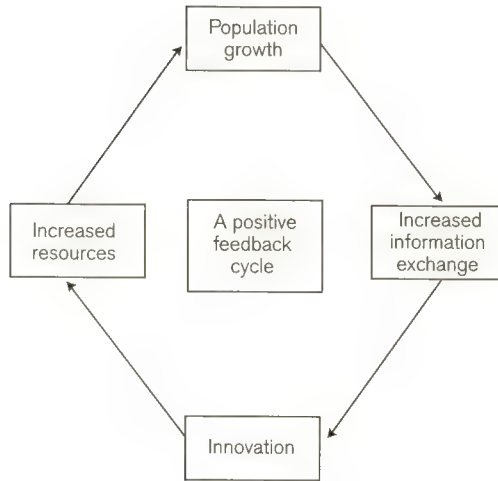 Population
growth
Increased
resources
A positive
feedback
cycle
Increased
information
exchange
Innovation